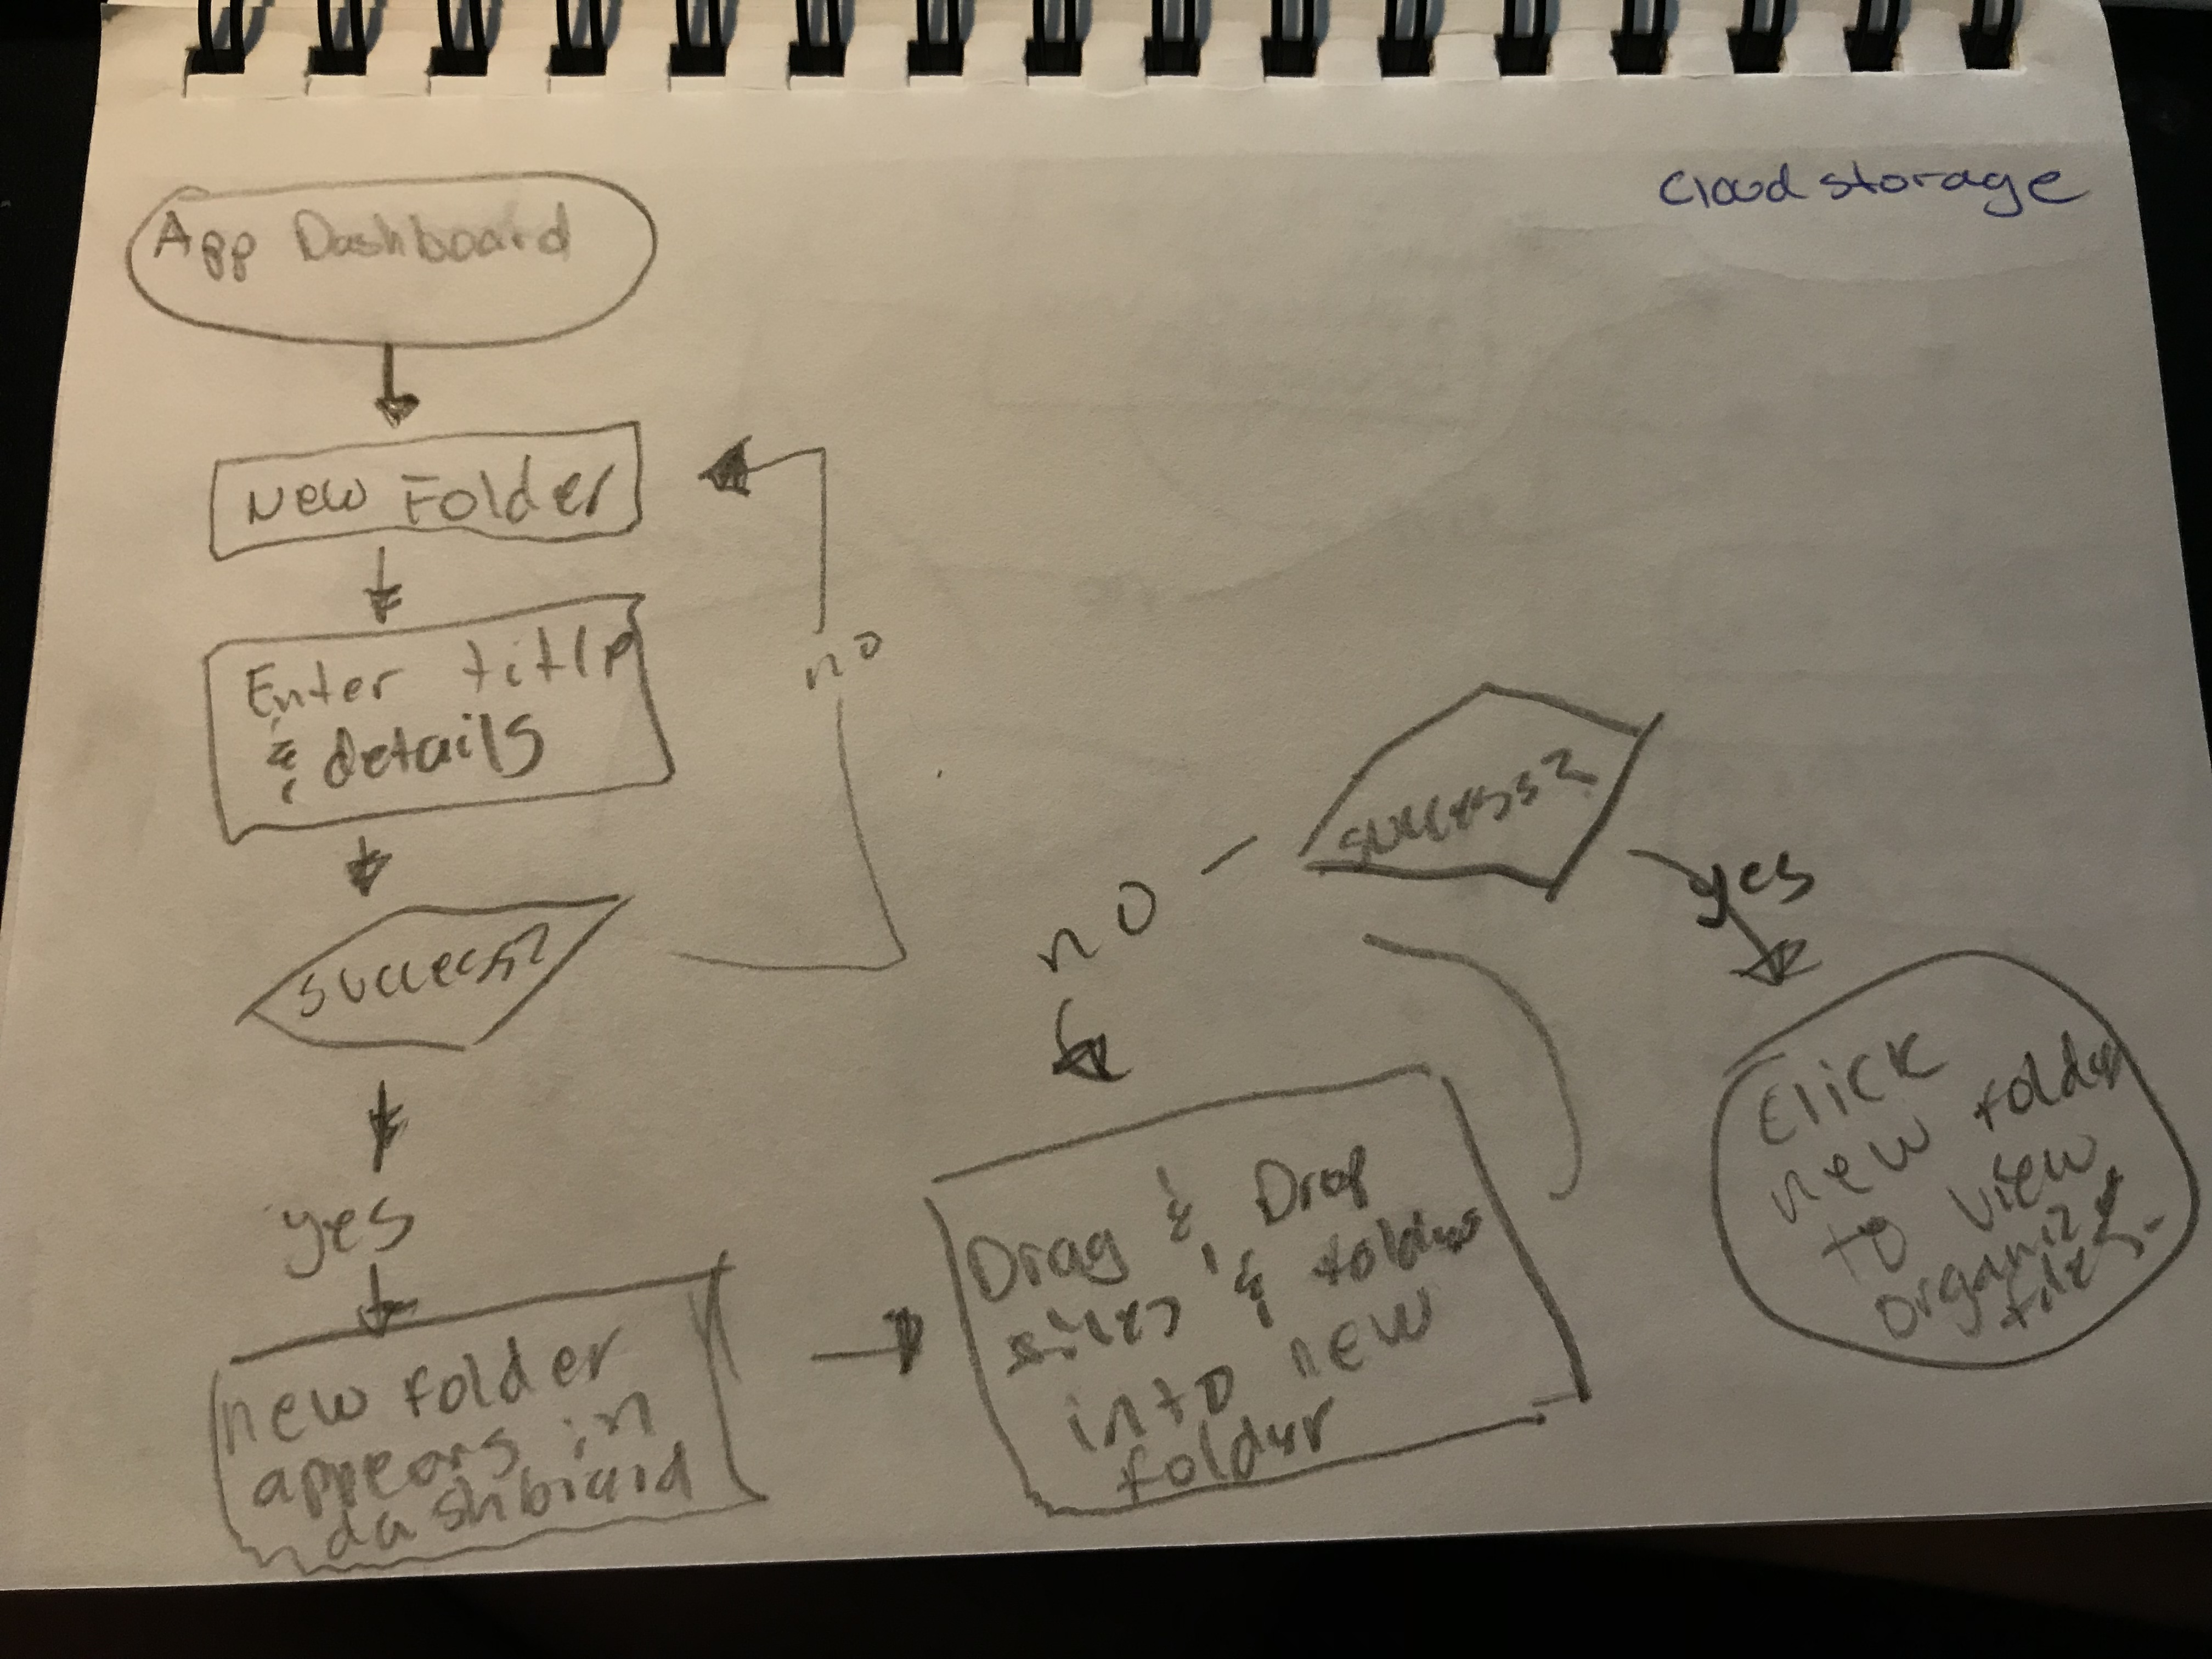 Cloud storage
App Dashboard
New Folder
Enter title
& details
success?
no
yes
new folder
appears in
dashboard
Drag & Drop
files & folders
into new
folder
success?
no
yes
Click
new folder
to view
organized
files.